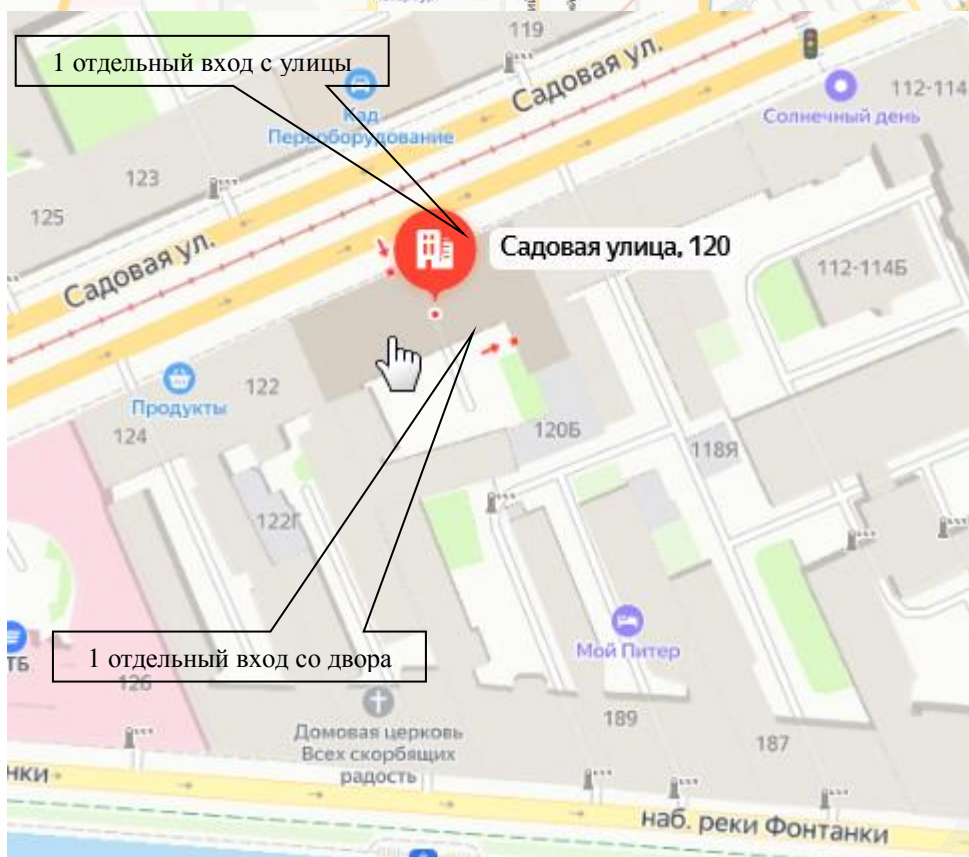 119
1 отдельный вход с улицы
Садовая ул.
Кад
Переоборудование
112-114
Солнечный день
123
125
Садовая ул.
Садовая улица, 120
112-114Б
122
Продукты
124
120Б
118Я
122Г
Мой Питер
ТБ
1 отдельный вход со двора
126
Домовая церковь
Всех скорбящих
радость
189
187
нки
наб. реки Фонтанки